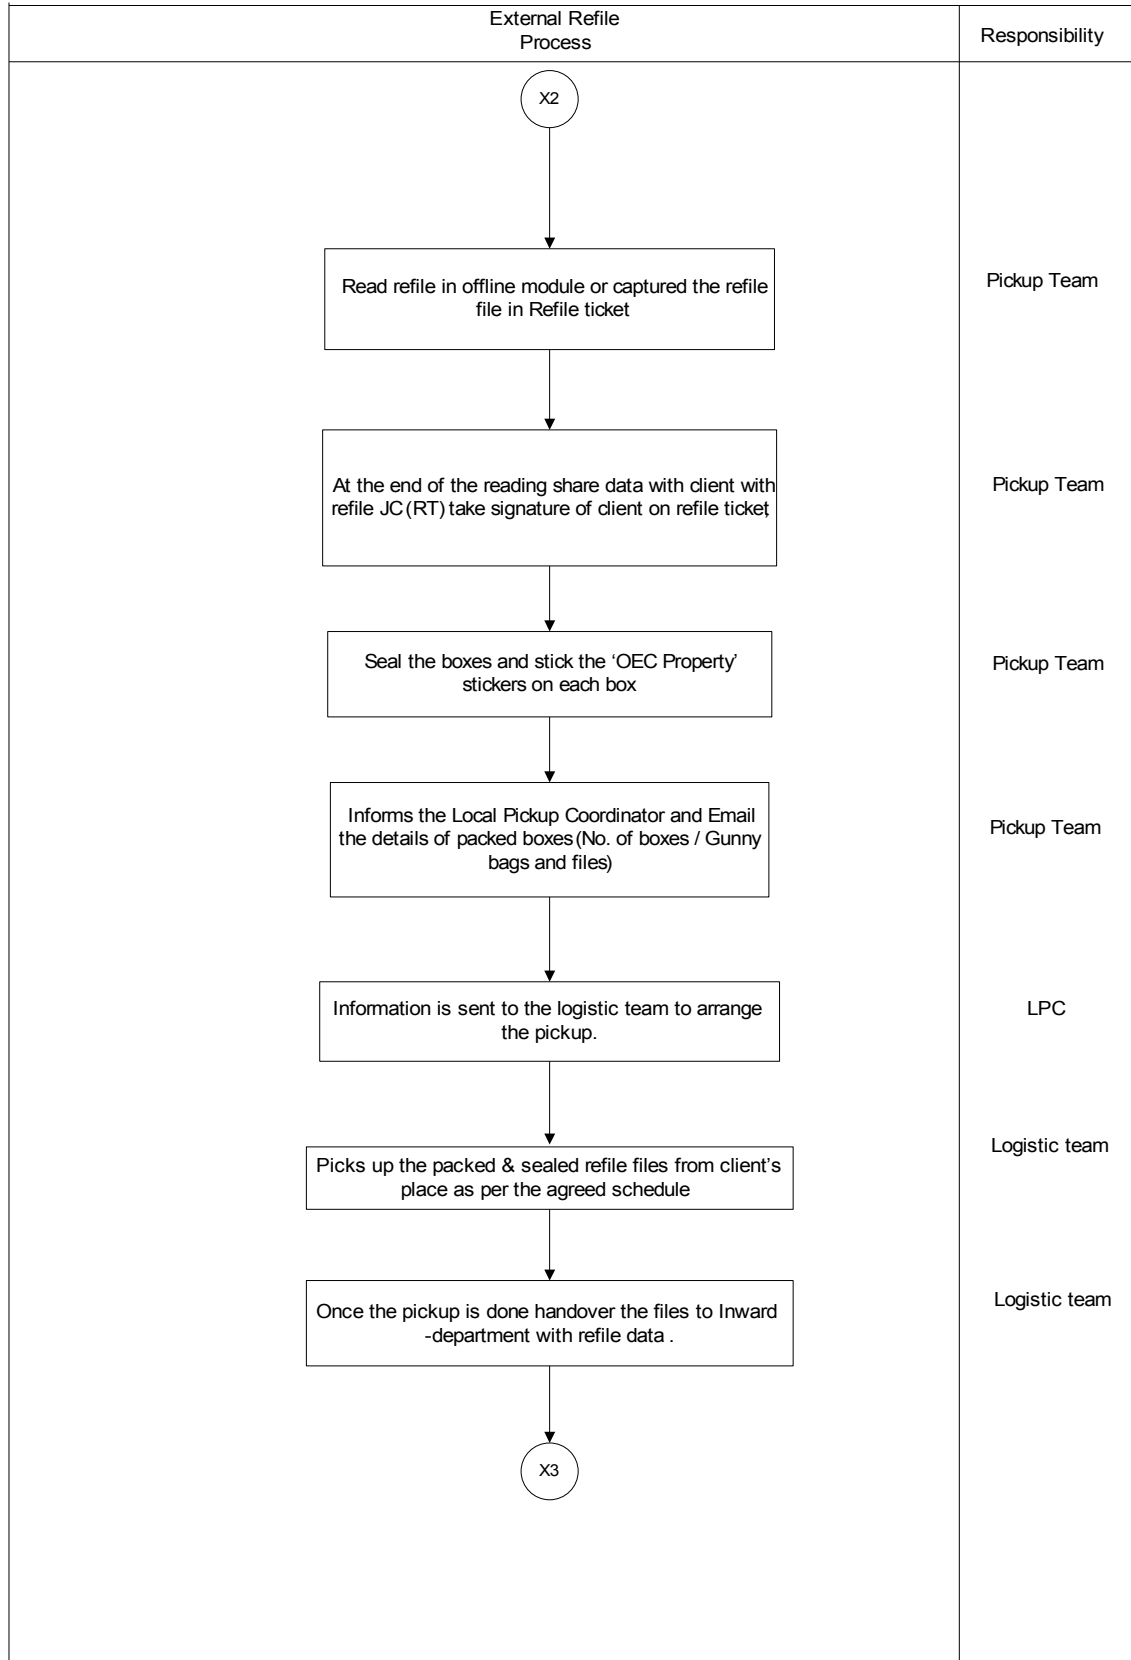 External Refile
Process
Responsibility
X2
Read refile in offline module or captured the refile
file in Refile ticket
Pickup Team
At the end of the reading share data with client with
refile JC (RT) take signature of client on refile ticket,
Pickup Team
Seal the boxes and stick the ‘OEC Property’
stickers on each box
Pickup Team
Informs the Local Pickup Coordinator and Email
the details of packed boxes (No. of boxes / Gunny
bags and files)
Pickup Team
Information is sent to the logistic team to arrange
the pickup.
LPC
Picks up the packed & sealed refile files from client’s
place as per the agreed schedule
Logistic team
Once the pickup is done handover the files to Inward
-department with refile data .
Logistic team
X3